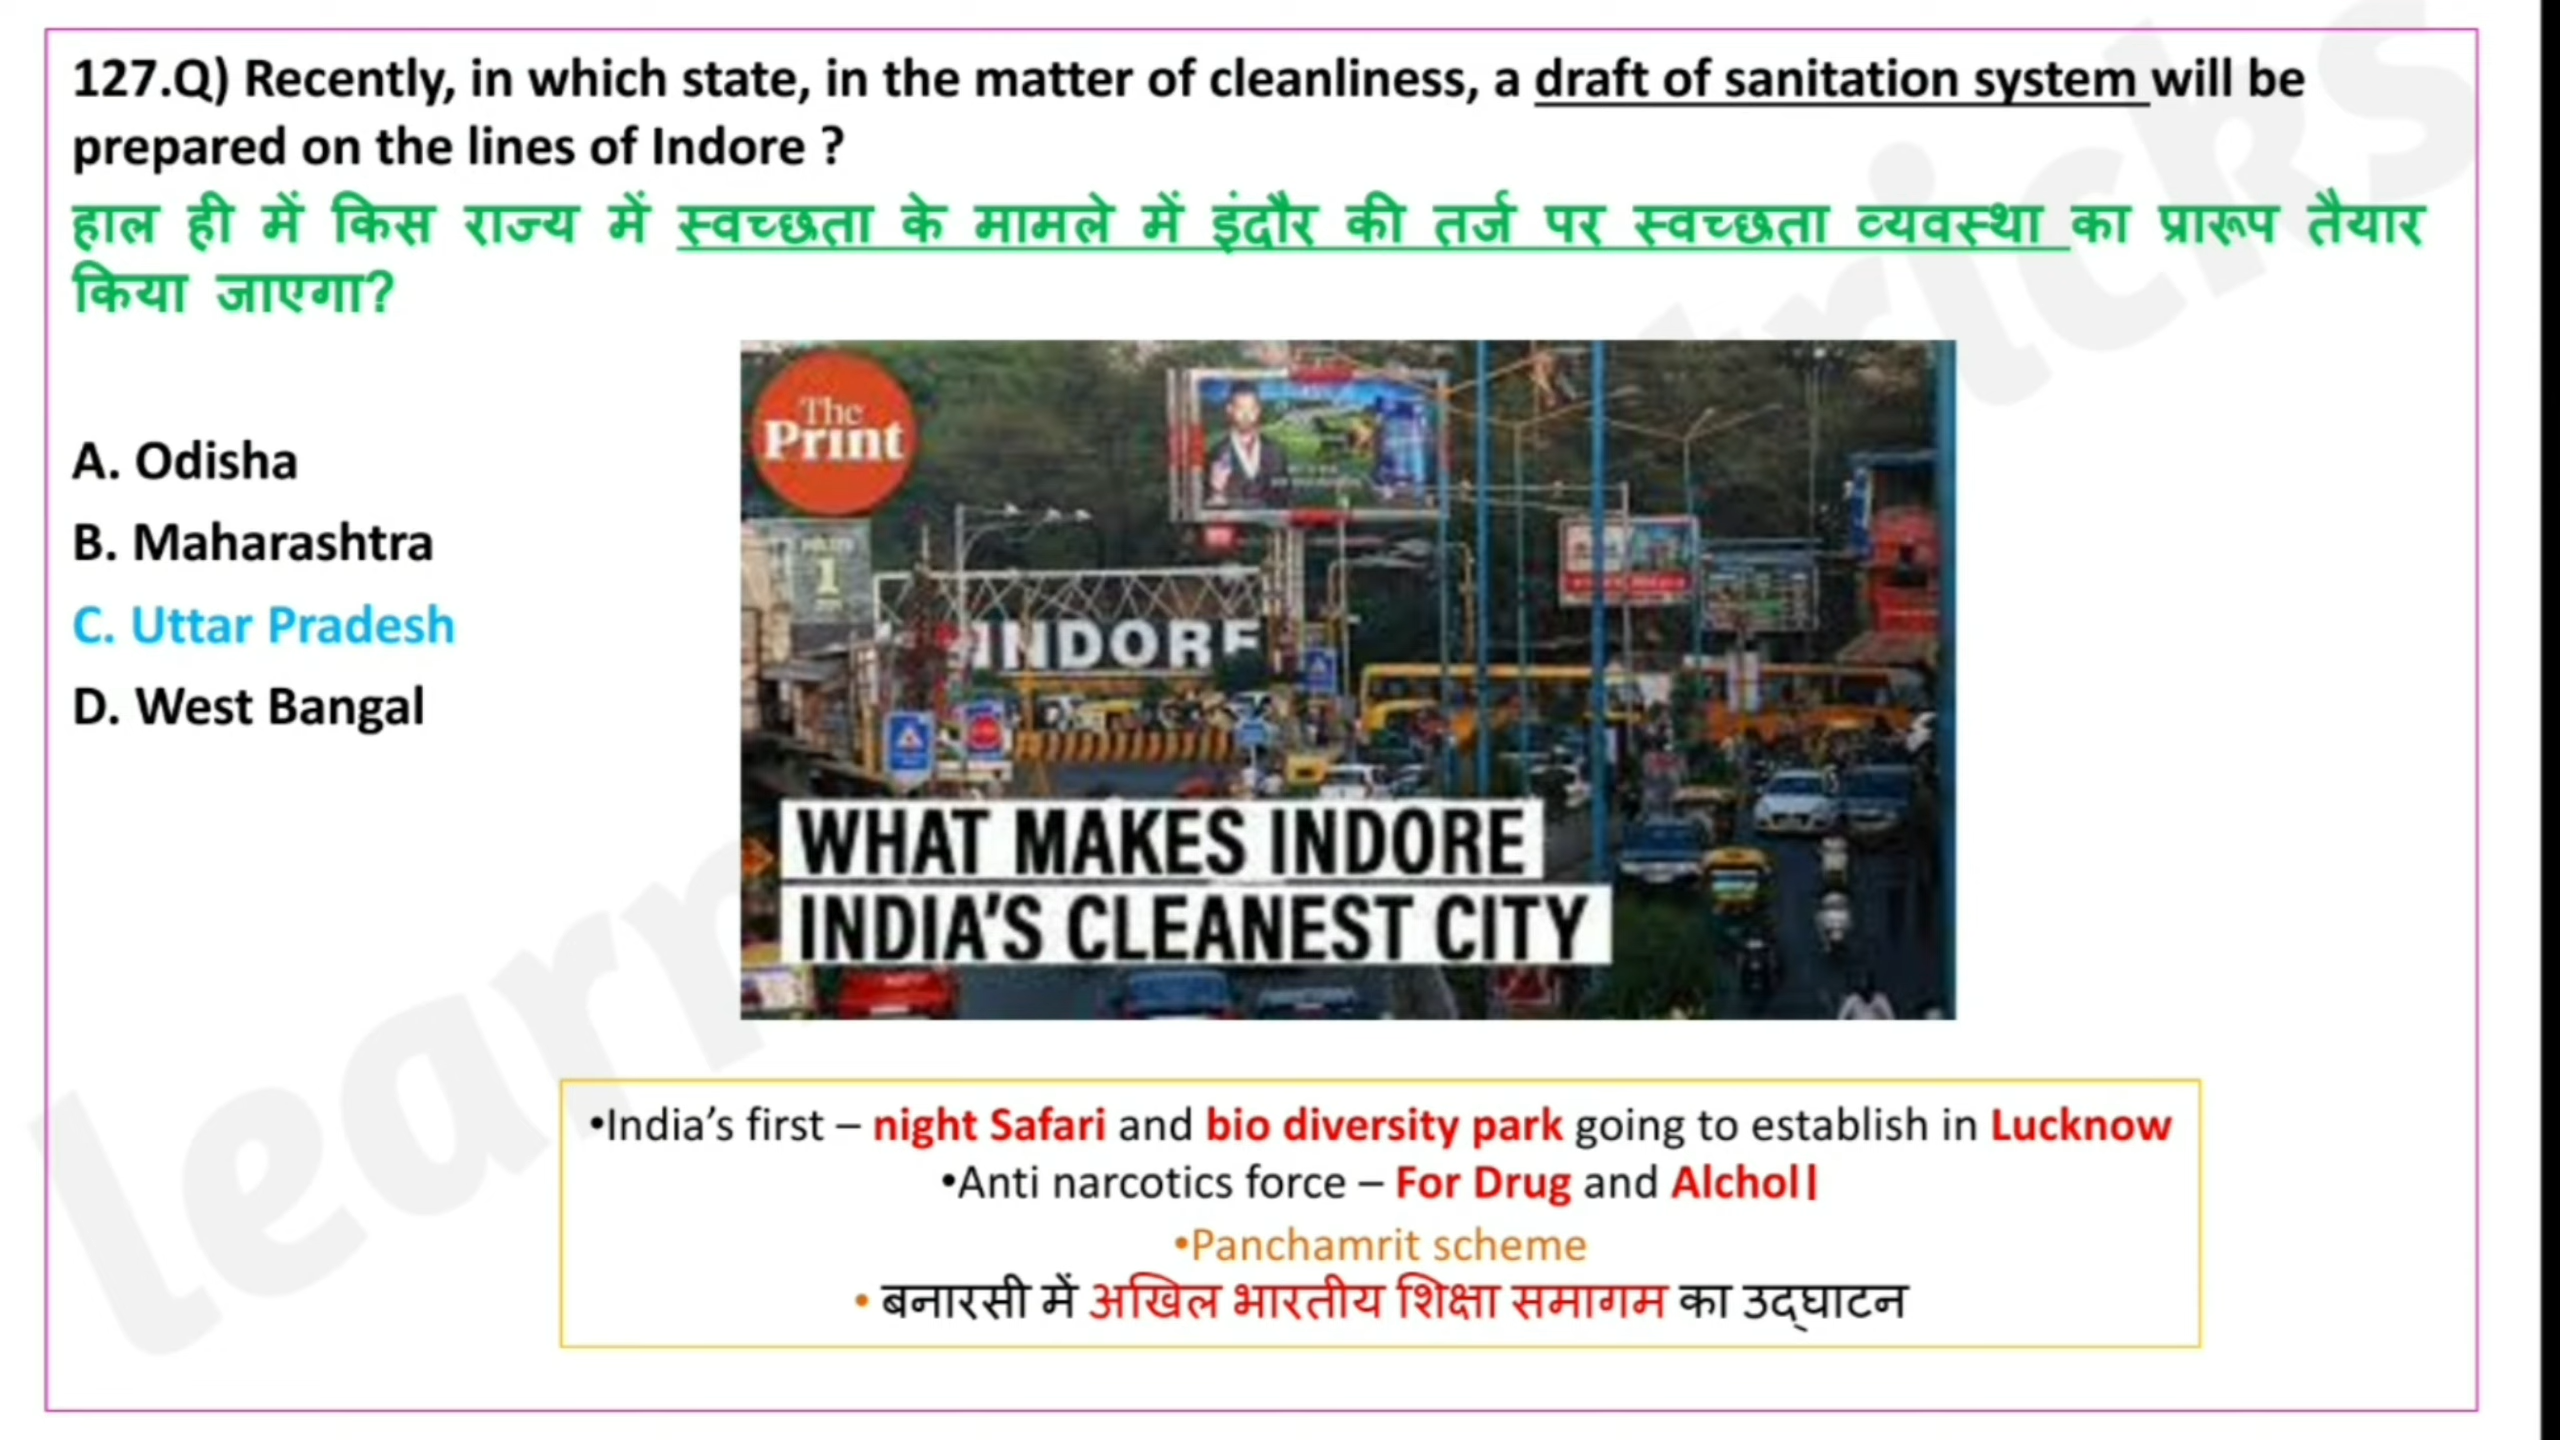 127.Q) Recently, in which state, in the matter of cleanliness, a draft of sanitation system will be
prepared on the lines of Indore ?
हाल ही में किस राज्य में स्वच्छता के मामले में इंदौर की तर्ज पर स्वच्छता व्यवस्था का प्रारूप तैयार
किया जाएगा?
The
Print
A. Odisha
B. Maharashtra
C. Uttar Pradesh
D. West Bangal
1
INDORE
WHAT MAKES INDORE
INDIA'S CLEANEST CITY
•India’s first – night Safari and bio diversity park going to establish in Lucknow
•Anti narcotics force – For Drug and Alchol|
•Panchamrit scheme
• बनारसी में अखिल भारतीय शिक्षा समागम का उद्घाटन